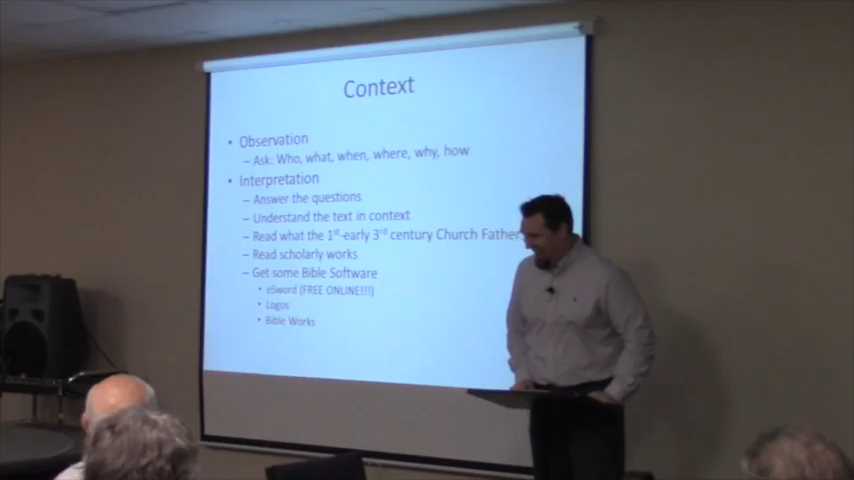 Context
• Observation
– Ask: Who, what, when, where, why, how
• Interpretation
– Answer the questions
– Understand the text in context
– Read what the 1st-early 3rd century Church Father
– Read scholarly works
– Get some Bible Software
• eSword (FREE ONLINE!!!)
• Logos
• Bible Works